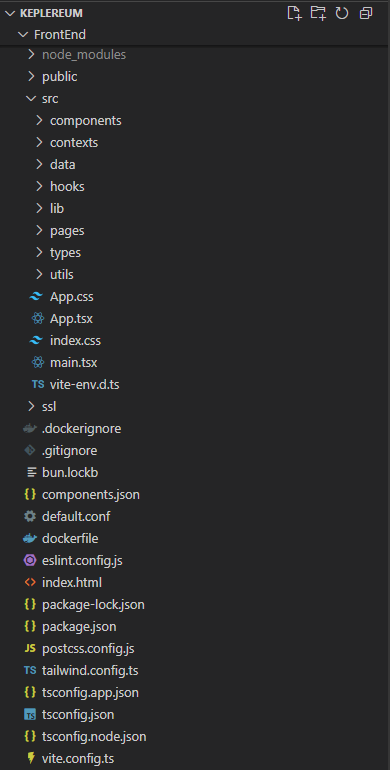 KEPLEREUM
FrontEnd
node_modules
public
src
components
contexts
data
hooks
lib
pages
types
utils
App.css
App.tsx
index.css
main.tsx
TS vite-env.d.ts
ssl
.dockerignore
.gitignore
bun.lockb
{} components.json
default.conf
dockerfile
eslint.config.js
<> index.html
{} package-lock.json
{} package.json
JS postcss.config.js
TS tailwind.config.ts
{} tsconfig.app.json
TS tsconfig.json
{} tsconfig.node.json
vite.config.ts